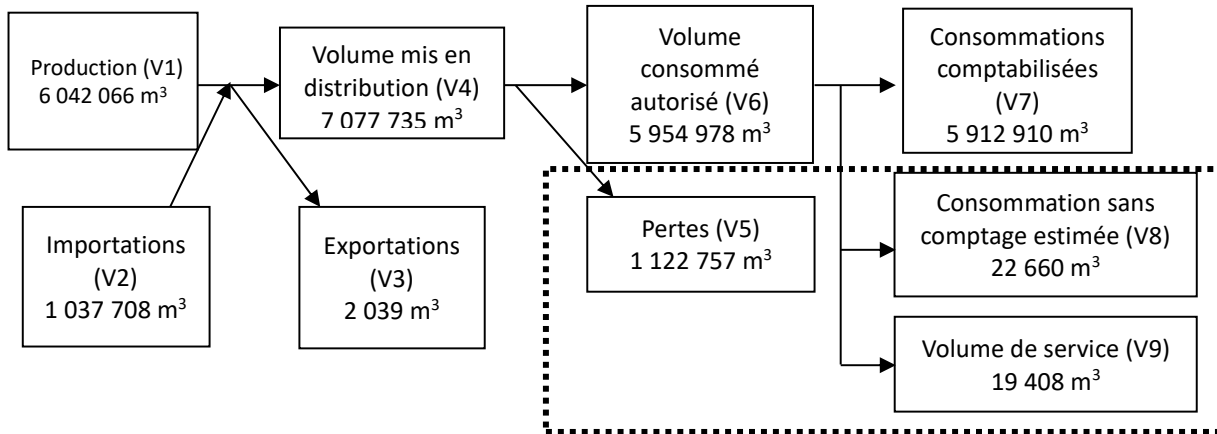 Production (V1)
6 042 066 m³
Volume mis en
distribution (V4)
7 077 735 m³
Volume
consommé
autorisé (V6)
5 954 978 m³
Consommations
comptabilisées
(V7)
5 912 910 m³
Importations
(V2)
1 037 708 m³
Exportations
(V3)
2 039 m³
Pertes (V5)
1 122 757 m³
Consommation sans
comptage estimée (V8)
22 660 m³
Volume de service (V9)
19 408 m³